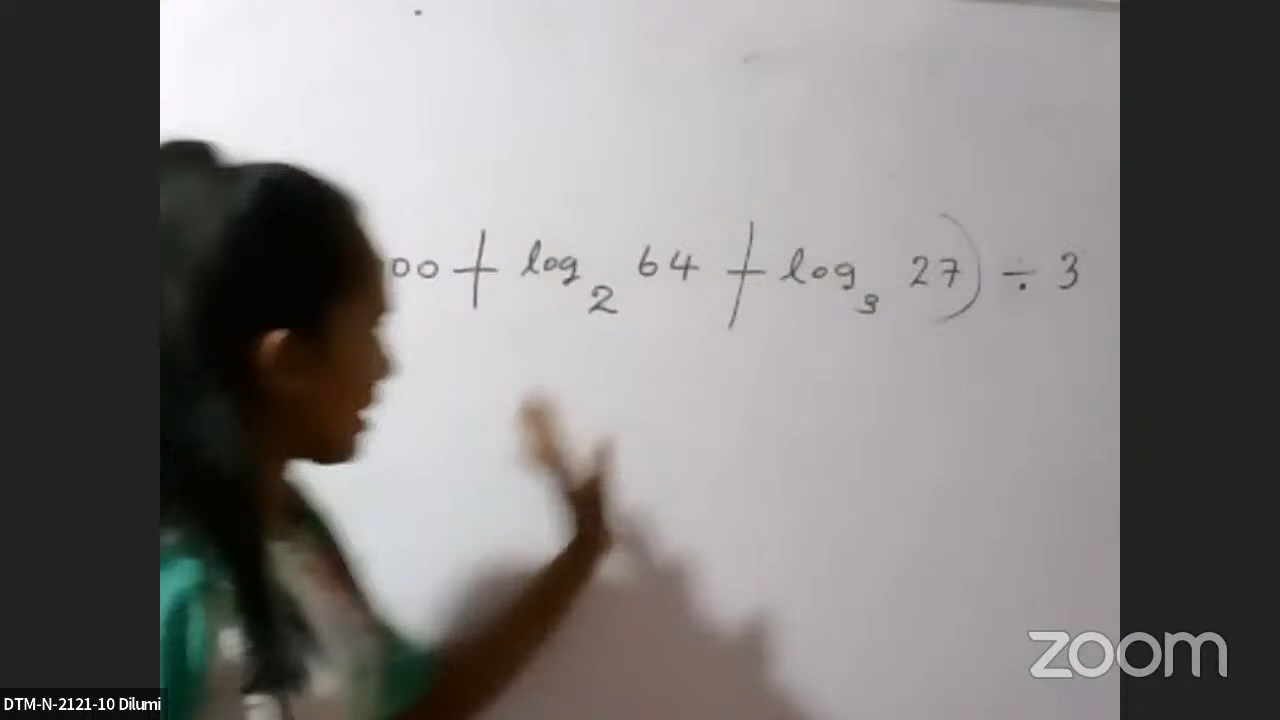 00 + log₂ 64 + log₃ 27) ÷ 3
zoom
DTM-N-2121-10 Dilumi